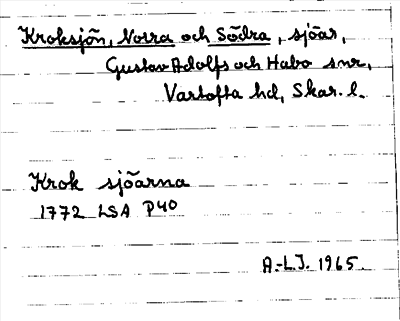 Kroksjön, Norra och Södra, sjöar,
Gustav Adolfs och Habo snr,
Vartofta hd, Skar. l.
Krok sjöarna
1772 LSA P40
A.-L.J. 1965.